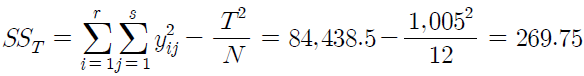 SS_T = \sum_{i=1}^{r} \sum_{j=1}^{s} y_{ij}^2 - \frac{T^2}{N} = 84,438.5 - \frac{1,005^2}{12} = 269.75